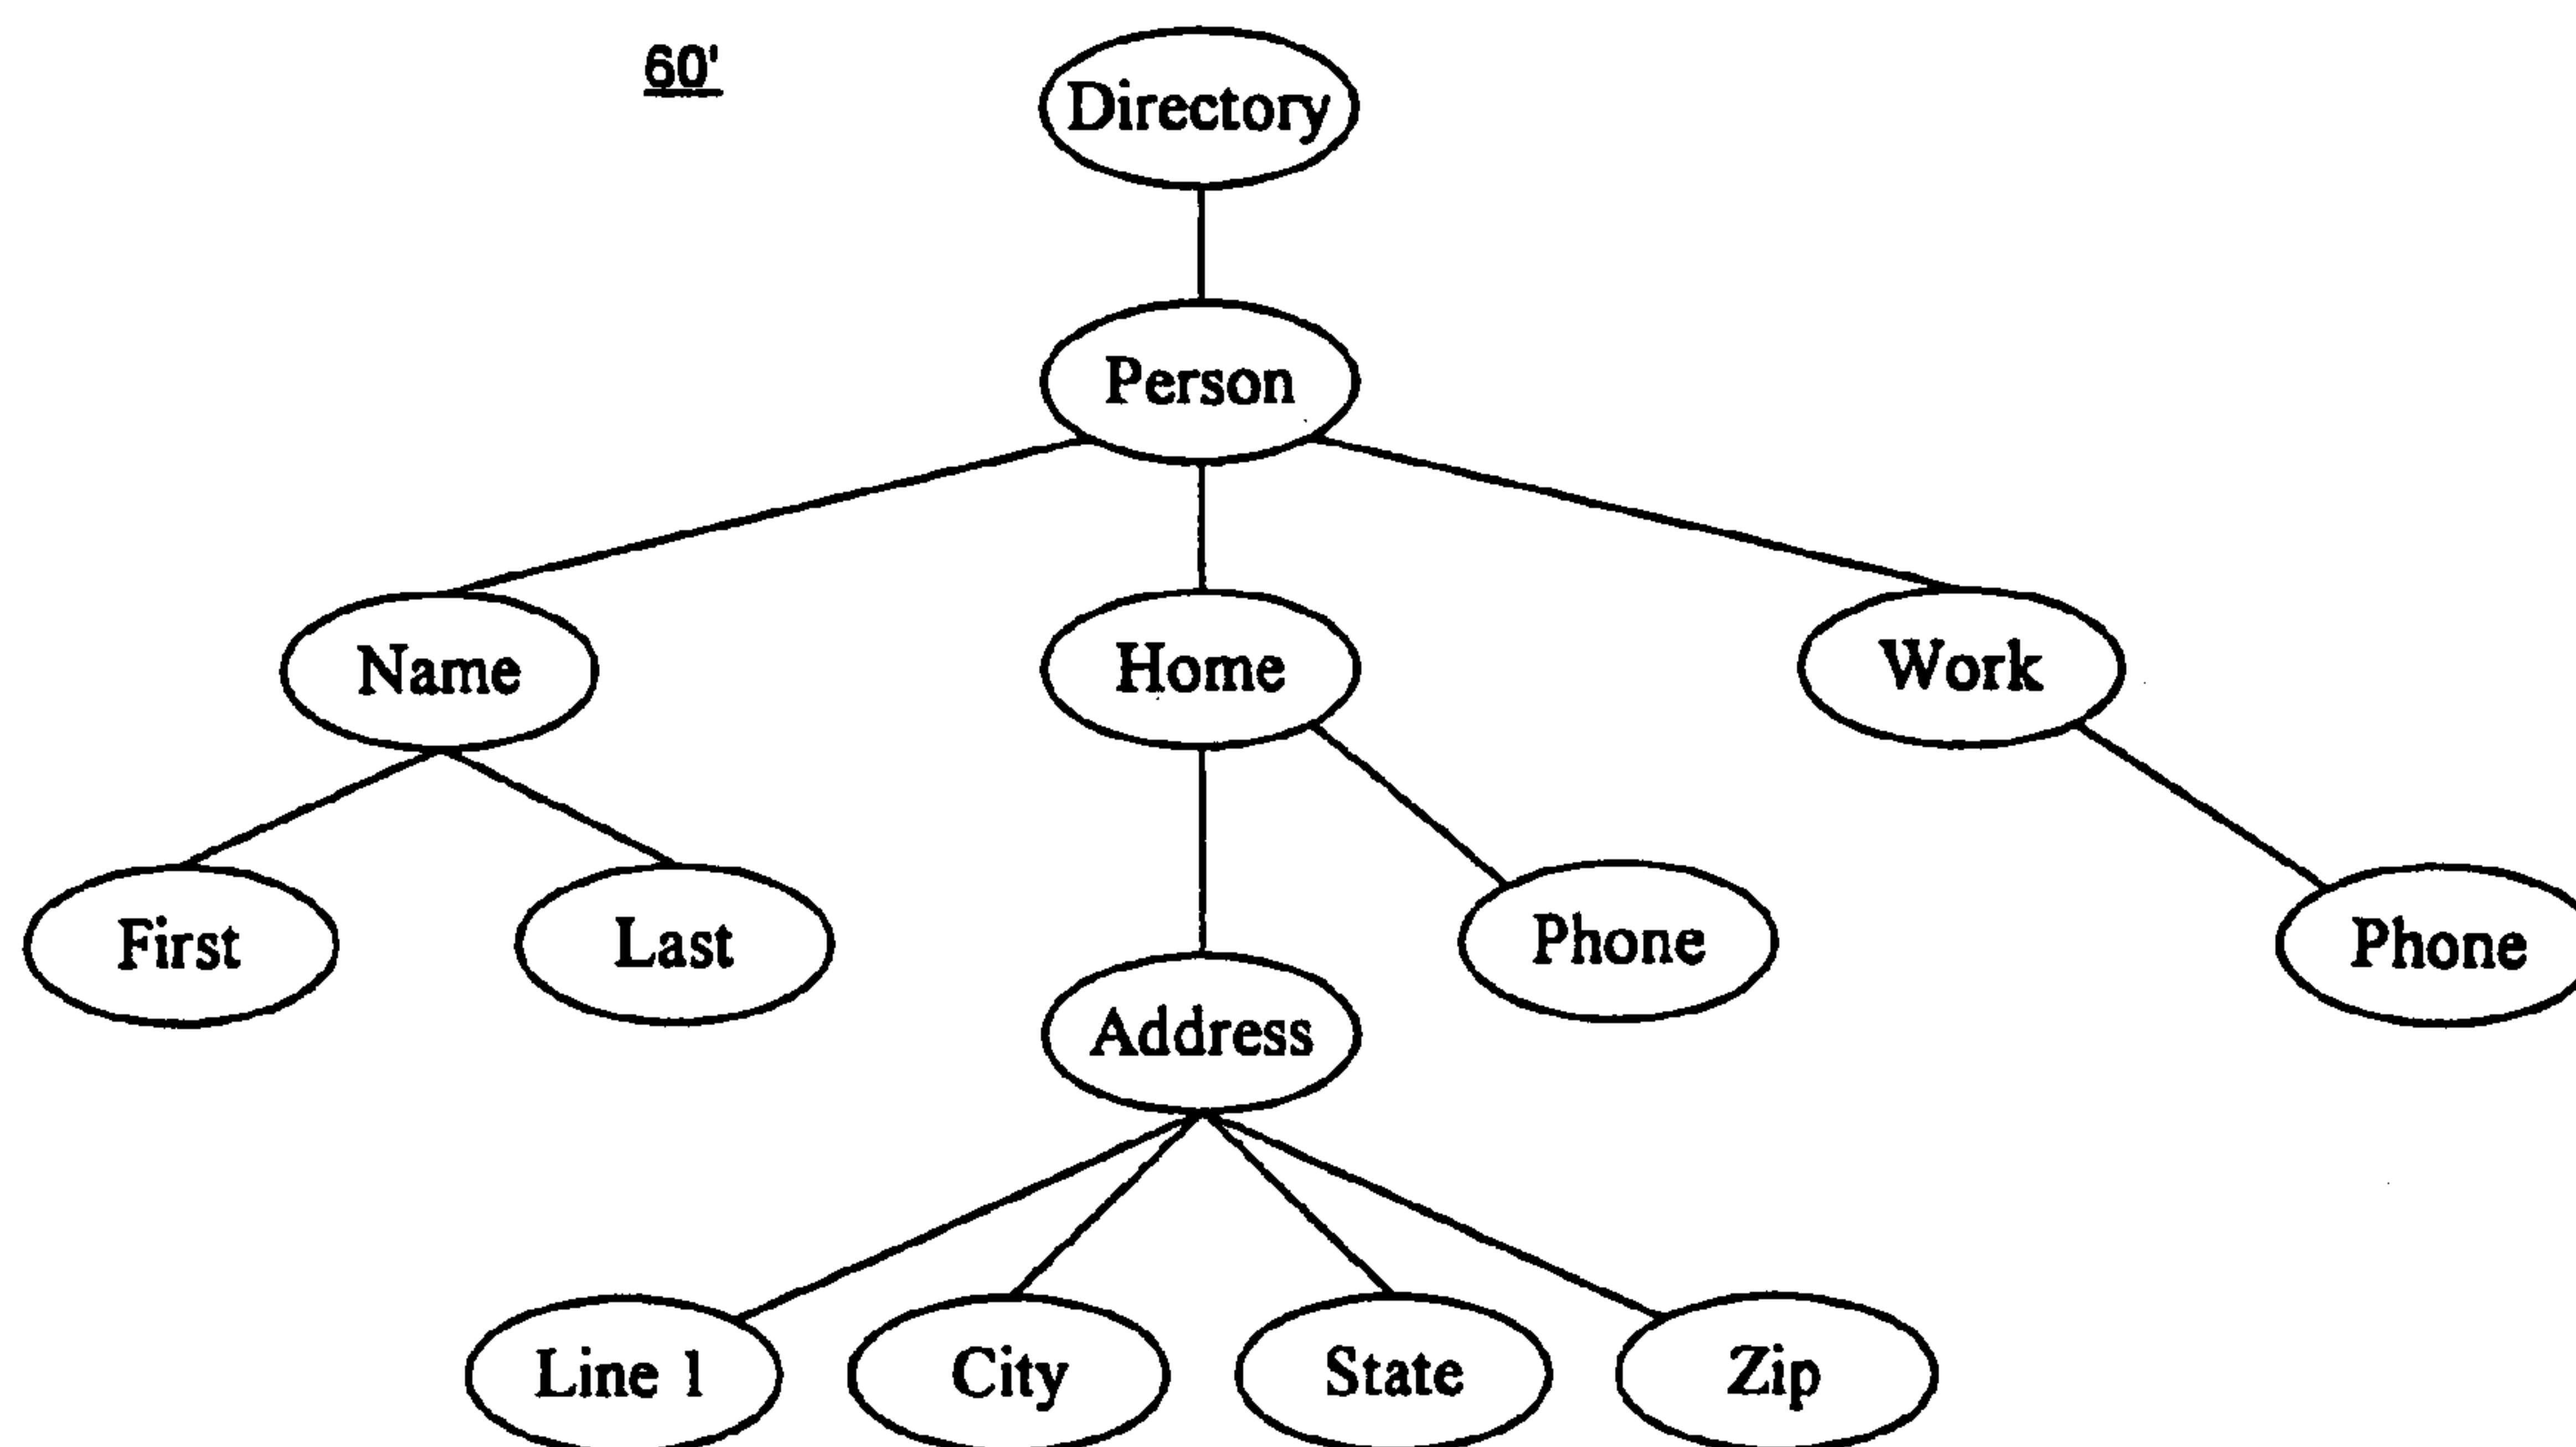 60'
Directory
Person
Name
Home
Work
First
Last
Phone
Phone
Address
Line 1
City
State
Zip